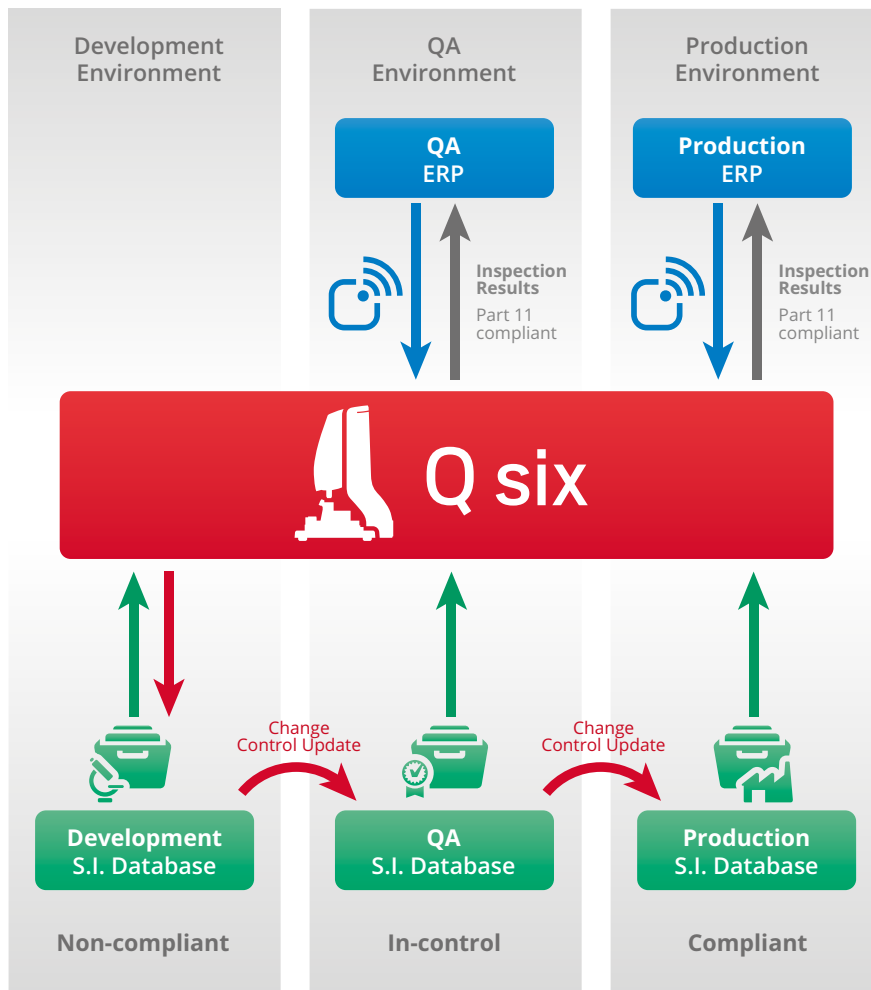 Development
Environment
QA
Environment
Production
Environment
QA
ERP
Production
ERP
Inspection
Results
Part 11
compliant
Inspection
Results
Part 11
compliant
Q six
Change
Control Update
Change
Control Update
Development
S.I. Database
QA
S.I. Database
Production
S.I. Database
Non-compliant
In-control
Compliant